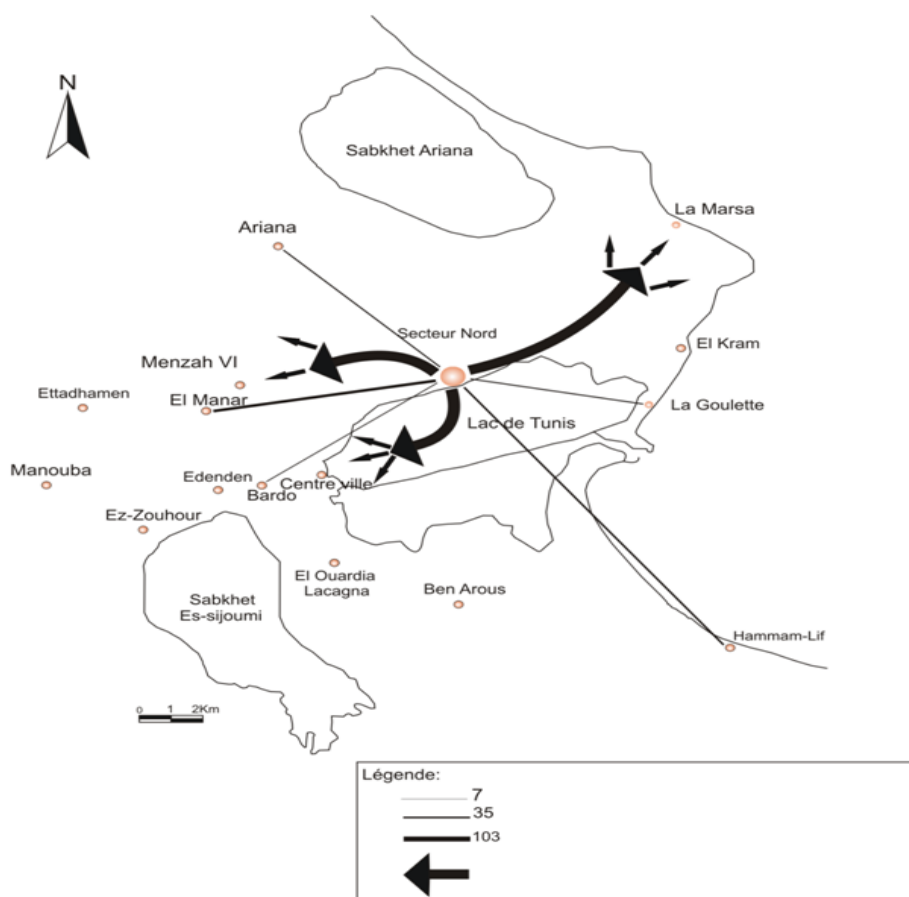 N
Sabkhet Ariana
La Marsa
Ariana
Secteur Nord
El Kram
Menzah VI
Ettadhamen
El Manar
La Goulette
Lac de Tunis
Manouba
Edenden
Bardo
Centre ville
Ez-Zouhour
El Ouardia
Lacagna
Ben Arous
Sabkhet
Es-sijoumi
Hammam-Lif
0 1 2Km
Légende:
7
35
103